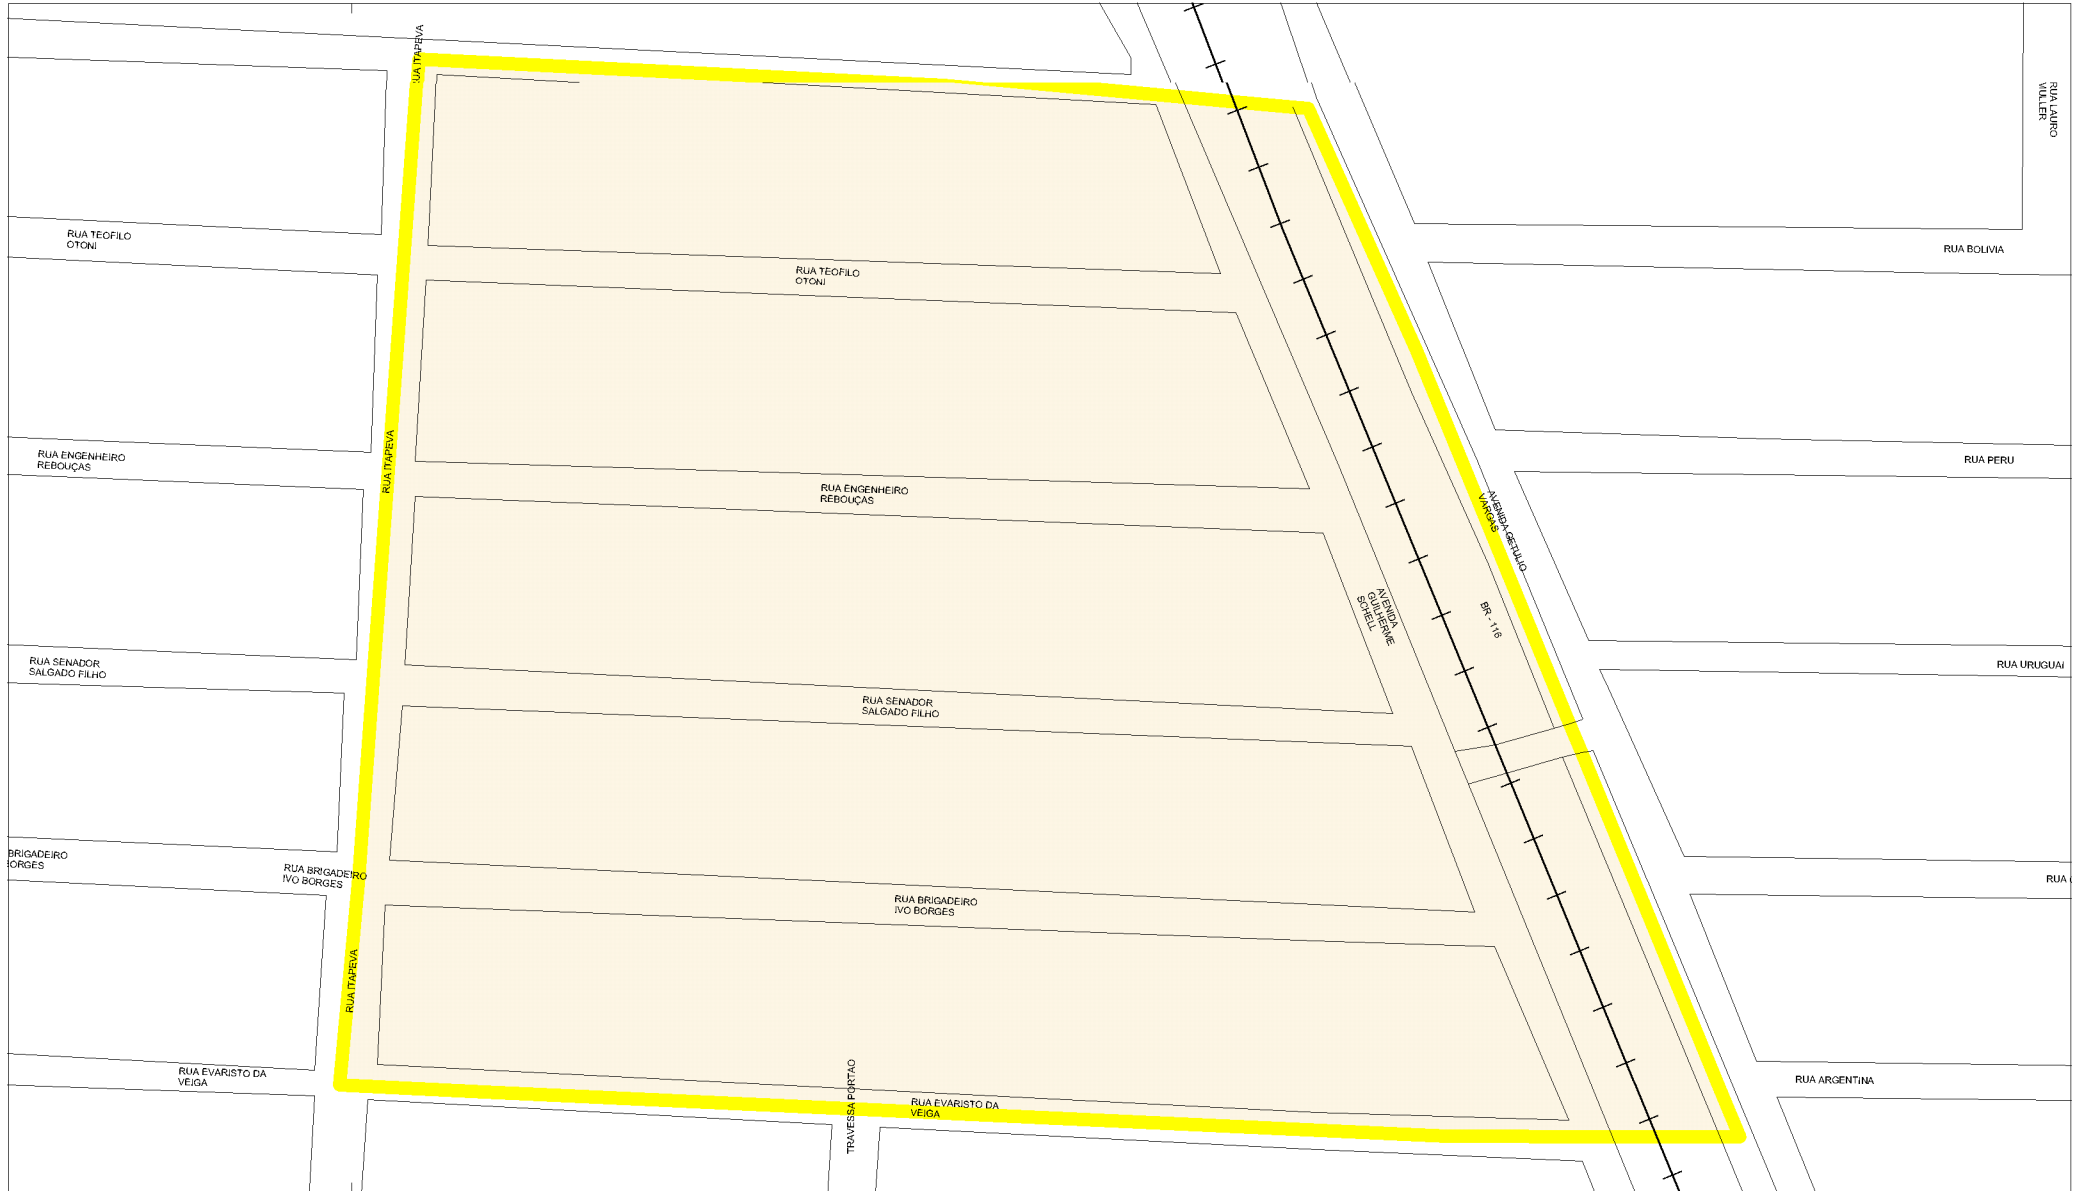 RUA ITAPEVA
RUA LAURO
MULLER
RUA TEOFILO
OTONI
RUA TEOFILO
OTONI
RUA BOLIVIA
RUA ENGENHEIRO
REBOUÇAS
RUA ITAPEVA
RUA ENGENHEIRO
REBOUÇAS
RUA PERU
AVENIDA GETULIO
VARGAS
AVENIDA
GUILHERME
SCHELL
BR - 116
RUA SENADOR
SALGADO FILHO
RUA SENADOR
SALGADO FILHO
RUA URUGUAI
BRIGADEIRO
BORGES
RUA BRIGADEIRO
IVO BORGES
RUA BRIGADEIRO
IVO BORGES
RUA
RUA ITAPEVA
RUA EVARISTO DA
VEIGA
TRAVESSA PORTAO
RUA EVARISTO DA
VEIGA
RUA ARGENTINA